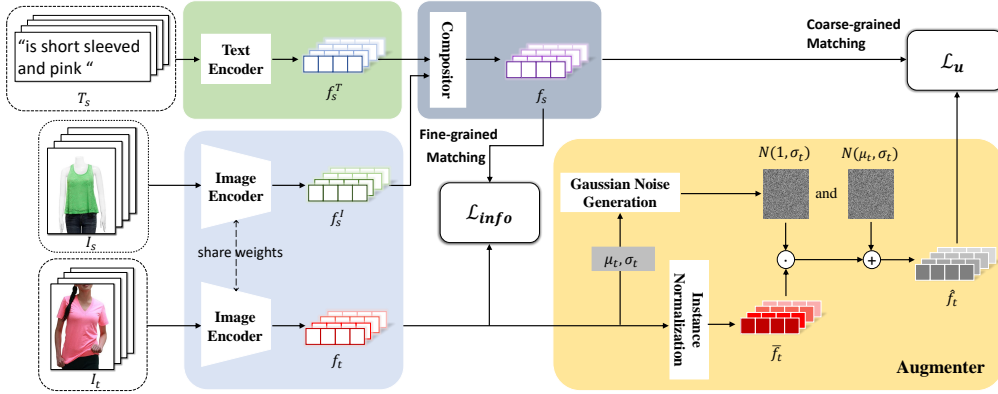 “is short sleeved
and pink “
T_s
Text
Encoder
f_s^T
Compositor
f_s
Coarse-grained
Matching
ℒ_u
I_s
Image
Encoder
f_s^I
share weights
Fine-grained
Matching
ℒ_info
I_t
Image
Encoder
f_t
Gaussian Noise
Generation
μ_t, σ_t
Instance
Normalization
f̄_t
N(1, σ_t)
and
N(μ_t, σ_t)
·
+
f̂_t
Augmenter